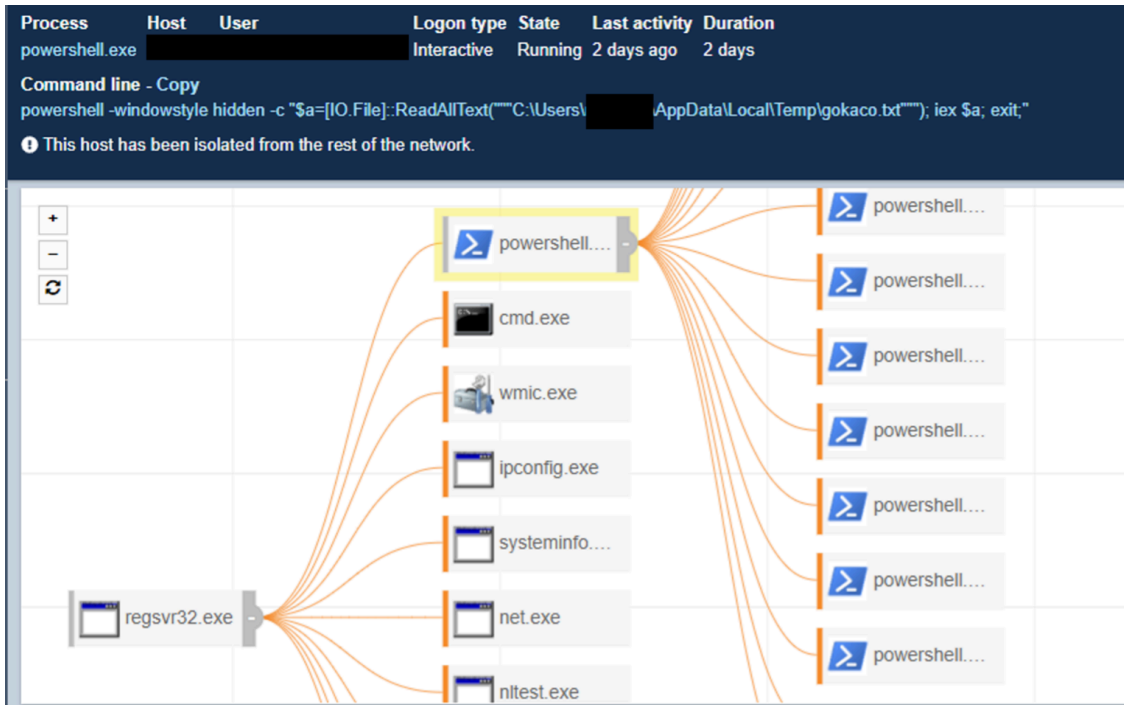 Process Host User Logon type State Last activity Duration
powershell.exe Interactive Running 2 days ago 2 days
Command line - Copy
powershell -windowstyle hidden -c "$a=[IO.File]::ReadAllText("""C:\Users\ \AppData\Local\Temp\gokaco.txt"""); iex $a; exit;"
This host has been isolated from the rest of the network.
powershell....
powershell....
powershell....
cmd.exe
powershell....
wmic.exe
powershell....
ipconfig.exe
powershell....
systeminfo....
powershell....
regsvr32.exe
net.exe
powershell....
nltest.exe